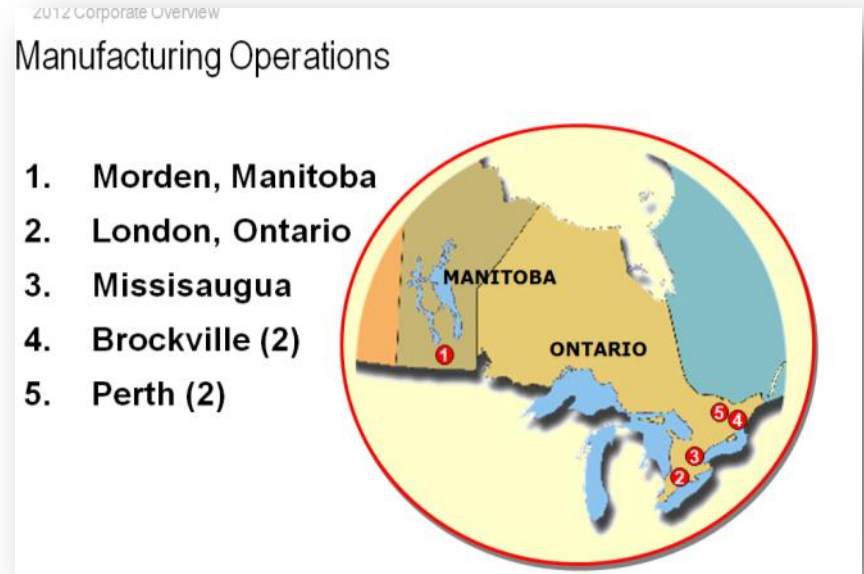 2012 Corporate Overview
Manufacturing Operations
1. Morden, Manitoba
2. London, Ontario
3. Missisaugua
4. Brockville (2)
5. Perth (2)
MANITOBA
1
ONTARIO
5
4
3
2